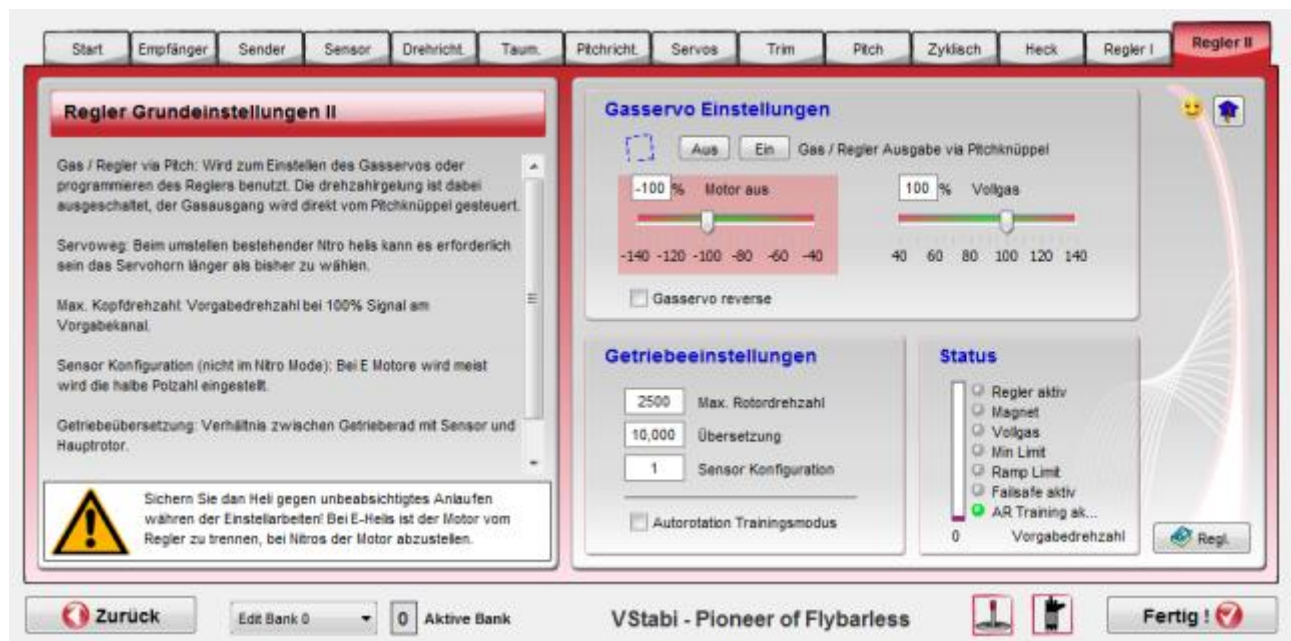 Start Empfänger Sender Sensor Drehricht. Taum. Pitchricht. Servos Trim Pitch Zyklisch Heck Regler I Regler II
Regler Grundeinstellungen II
Gas / Regler via Pitch: Wird zum Einstellen des Gasservos oder
programmieren des Reglers benutzt. Die drehzahlrgelung ist dabei
ausgeschaltet, der Gasausgang wird direkt vom Pitchknüppel gesteuert.
Servoweg: Beim umstellen bestehender Ntro helis kann es erforderlich
sein das Servohorn länger als bisher zu wählen.
Max. Kopfdrehzahl: Vorgabedrehzahl bei 100% Signal am
Vorgabekanal.
Sensor Konfiguration (nicht im Nitro Mode): Bei E Motore wird meist
wird die halbe Polzahl eingestellt.
Getriebeübersetzung: Verhältnis zwischen Getrieberad mit Sensor und
Hauptrotor.
Sichern Sie dan Heli gegen unbeabsichtigtes Anlaufen
währen der Einstellarbeiten! Bei E-Helis ist der Motor vom
Regler zu trennen, bei Nitros der Motor abzustellen.
Gasservo Einstellungen
Aus Ein Gas / Regler Ausgabe via Pitchknüppel
-100 % Motor aus
-140 -120 -100 -80 -60 -40
100 % Vollgas
40 60 80 100 120 140
Gasservo reverse
Getriebeeinstellungen
2500 Max. Rotordrehzahl
10,000 Übersetzung
1 Sensor Konfiguration
Autorotation Trainingsmodus
Status
Regler aktiv
Magnet
Vollgas
Min Limit
Ramp Limit
Failsafe aktiv
AR Training ak...
0 Vorgabedrehzahl
Regl.
Zurück Edit Bank 0 0 Aktive Bank VStabi - Pioneer of Flybarless Fertig !